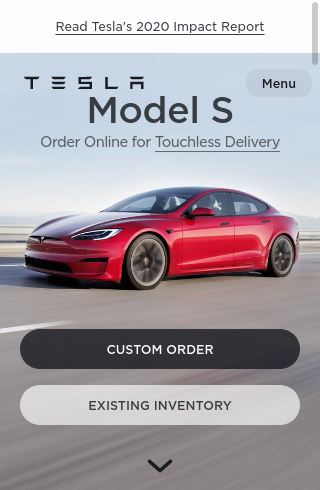 Read Tesla's 2020 Impact Report
TESLA
Menu
Model S
Order Online for Touchless Delivery
CUSTOM ORDER
EXISTING INVENTORY